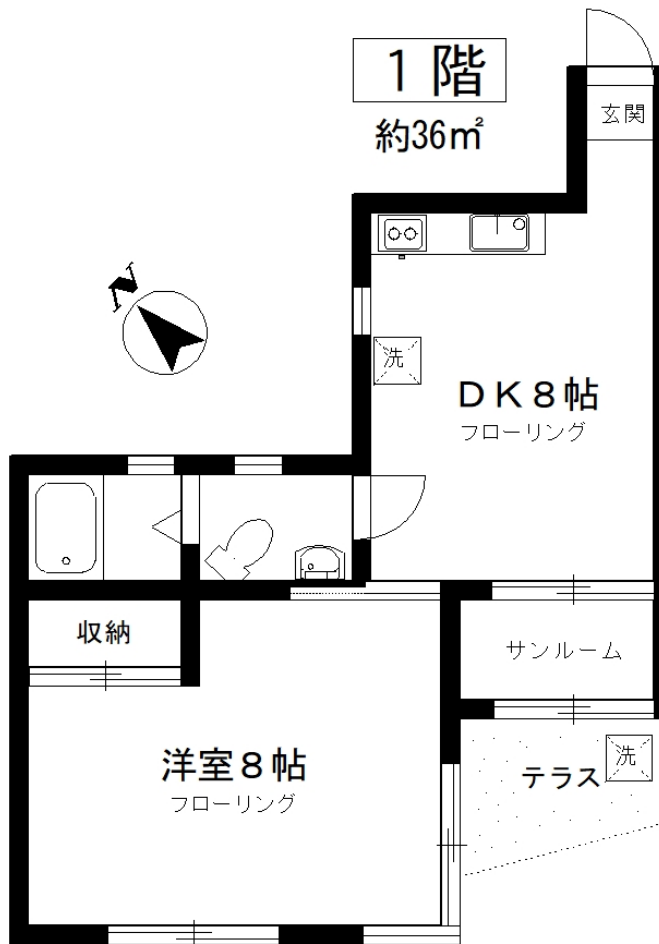 1階
約36㎡
玄関
N
洗
DK8帖
フローリング
収納
サンルーム
洋室8帖
フローリング
テラス
洗